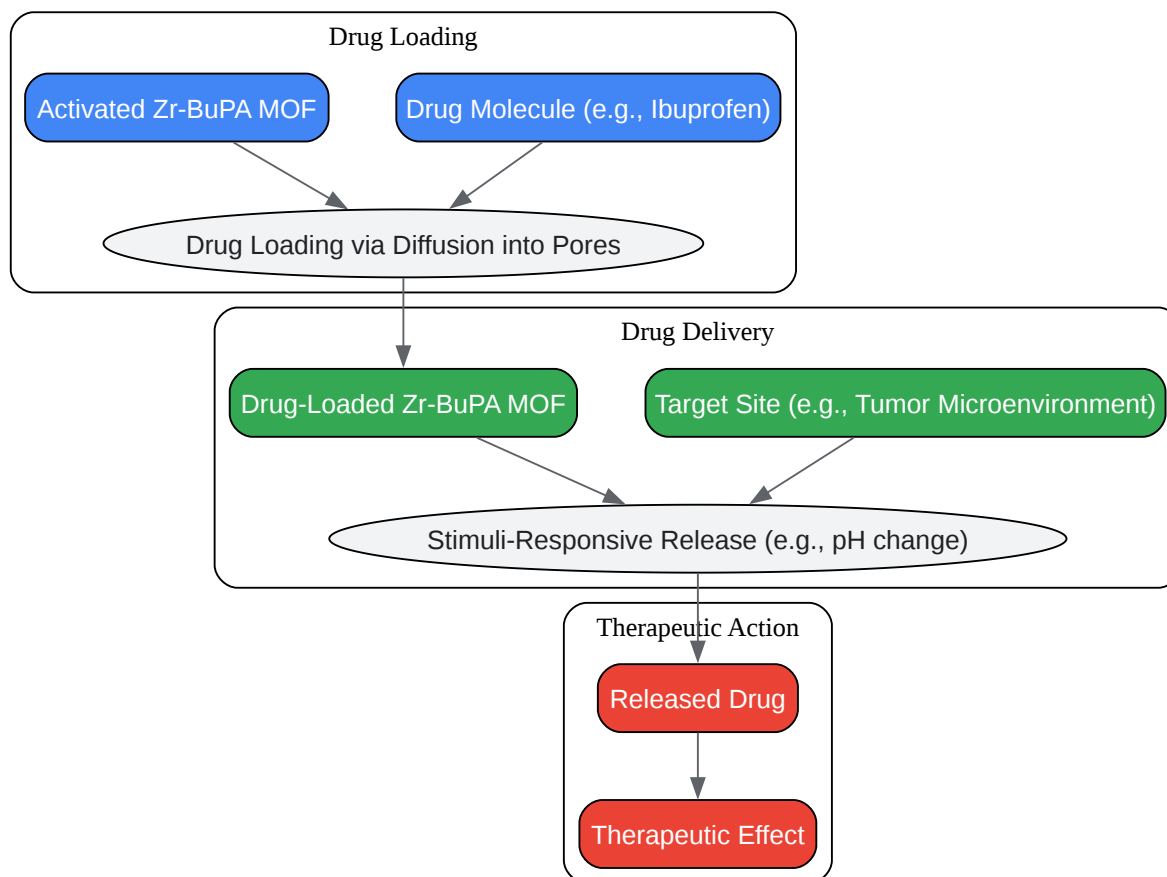 Drug Loading
Activated Zr-BuPA MOF
Drug Molecule (e.g., Ibuprofen)
Drug Loading via Diffusion into Pores
Drug Delivery
Drug-Loaded Zr-BuPA MOF
Target Site (e.g., Tumor Microenvironment)
Stimuli-Responsive Release (e.g., pH change)
Therapeutic Action
Released Drug
Therapeutic Effect